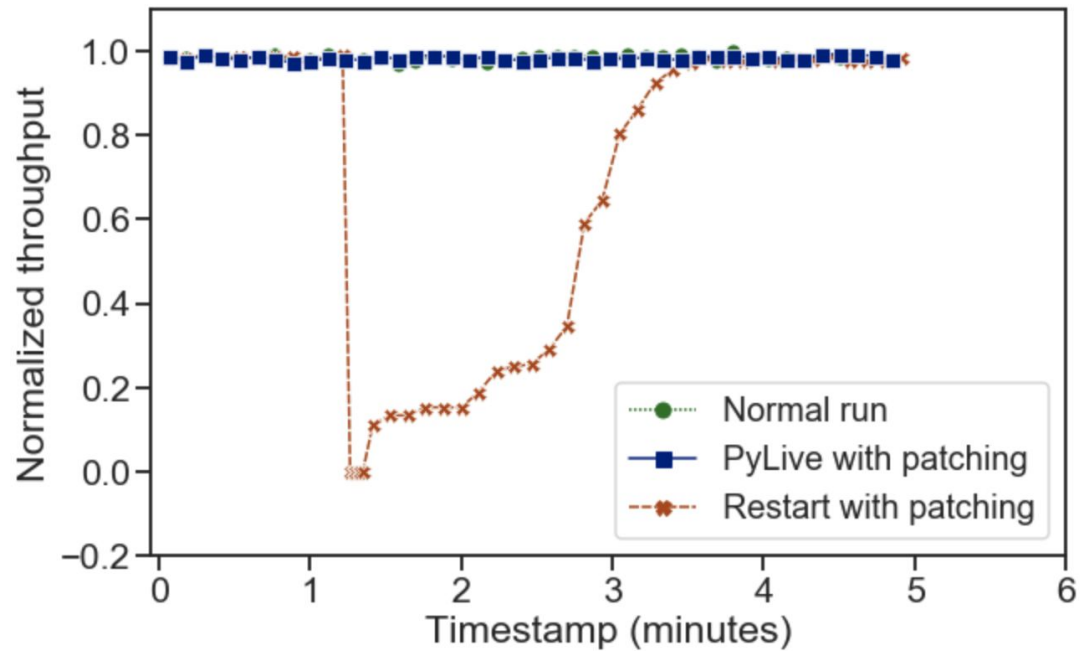 Normalized throughput
1.0
0.8
0.6
0.4
0.2
0.0
−0.2
0 1 2 3 4 5 6
Timestamp (minutes)
Normal run
PyLive with patching
Restart with patching